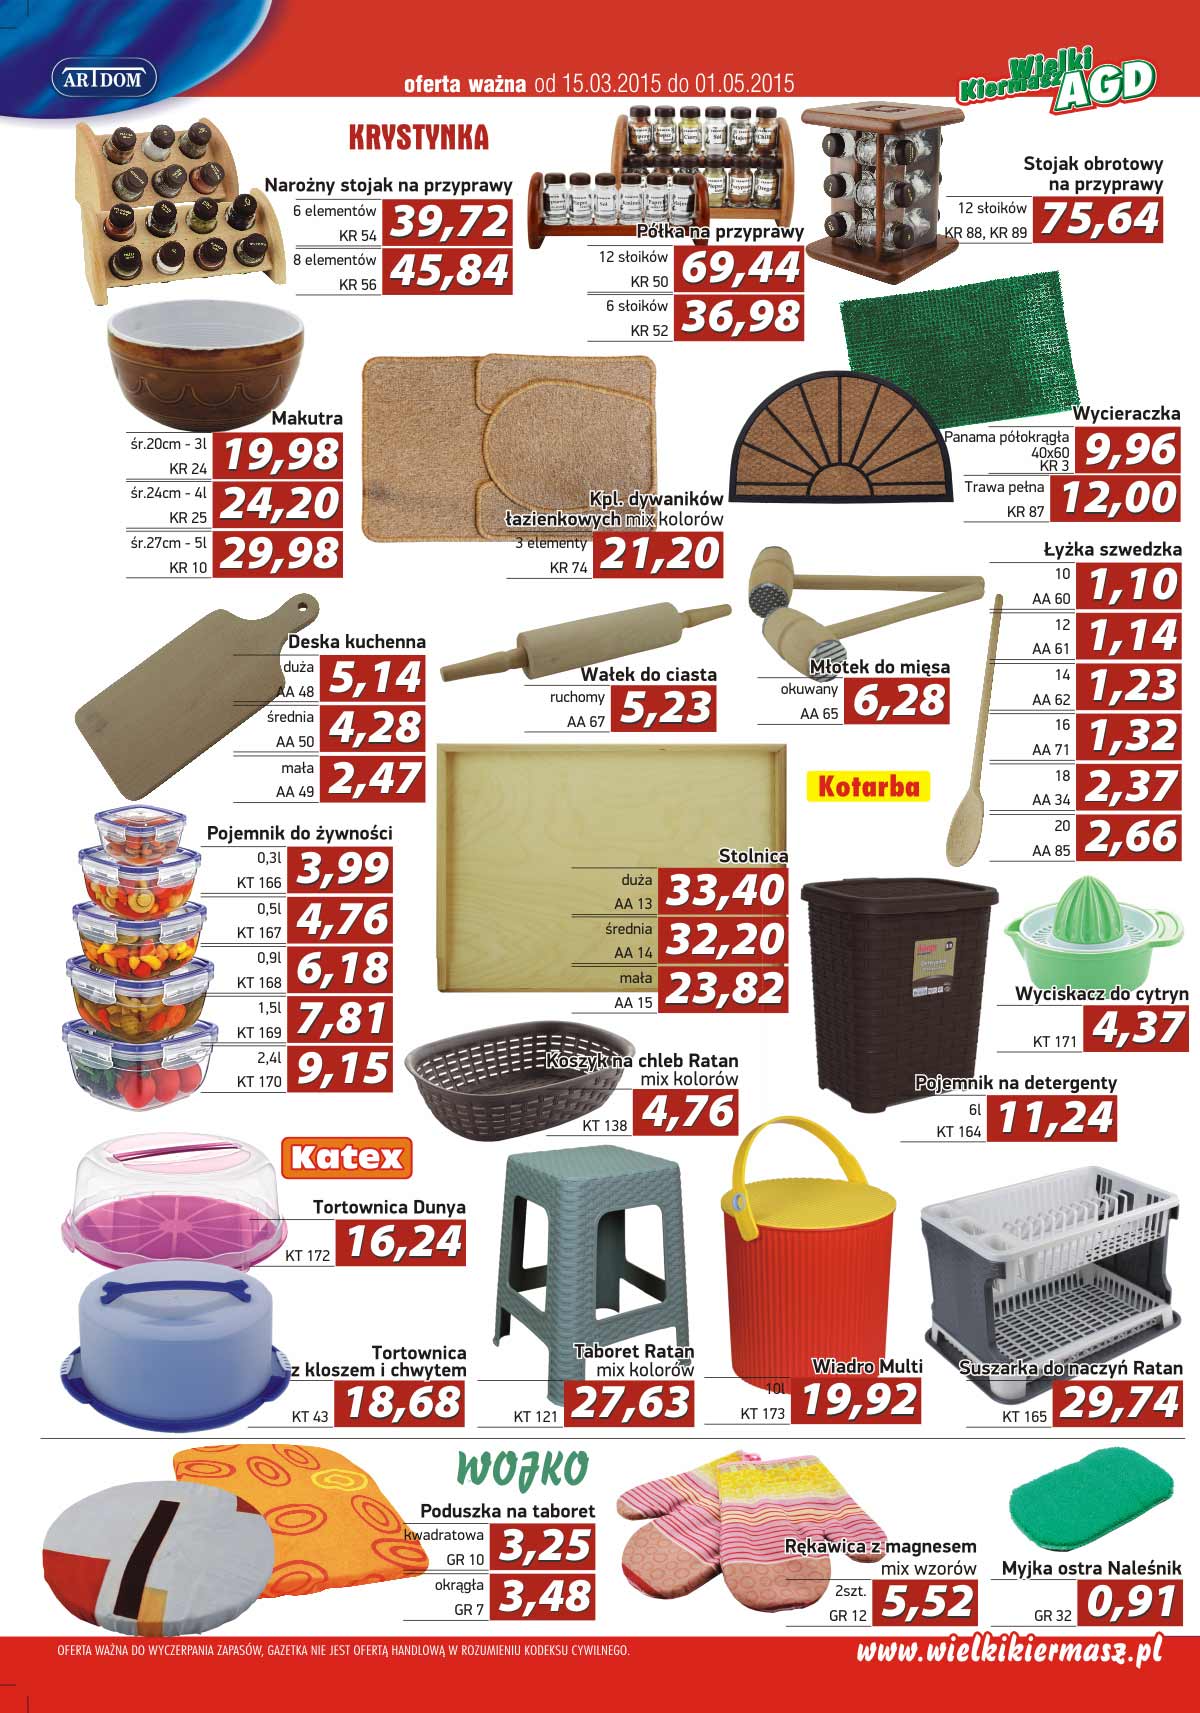 ARTDOM
oferta ważna od 15.03.2015 do 01.05.2015
Wielki
Kiermasz AGD
KRYSTYNKA
Narożny stojak na przyprawy
6 elementów
KR 54
39,72
8 elementów
KR 56
45,84
Półka na przyprawy
12 słoików
KR 50
69,44
6 słoików
KR 52
36,98
Stojak obrotowy
na przyprawy
12 słoików
KR 88, KR 89
75,64
Makutra
śr.20cm - 3l
KR 24
19,98
śr.24cm - 4l
KR 25
24,20
śr.27cm - 5l
KR 10
29,98
Kpl. dywaników
łazienkowych mix kolorów
3 elementy
KR 74
21,20
Wycieraczka
Panama półokrągła
40x60
KR 3
9,96
Trawa pełna
KR 87
12,00
Deska kuchenna
duża
AA 48
5,14
średnia
AA 50
4,28
mała
AA 49
2,47
Wałek do ciasta
ruchomy
AA 67
5,23
Młotek do mięsa
okuwany
AA 65
6,28
Łyżka szwedzka
10
AA 60
1,10
12
AA 61
1,14
14
AA 62
1,23
16
AA 71
1,32
18
AA 34
2,37
20
AA 85
2,66
Kotarba
Stolnica
duża
AA 13
33,40
średnia
AA 14
32,20
mała
AA 15
23,82
Pojemnik do żywności
0,3l
KT 166
3,99
0,5l
KT 167
4,76
0,9l
KT 168
6,18
1,5l
KT 169
7,81
2,4l
KT 170
9,15
Koszyk na chleb Ratan
mix kolorów
KT 138
4,76
Wyciskacz do cytryn
KT 171
4,37
Pojemnik na detergenty
6l
KT 164
11,24
Katex
Tortownica Dunya
KT 172
16,24
Tortownica
z kloszem i chwytem
KT 43
18,68
Taboret Ratan
mix kolorów
KT 121
27,63
Wiadro Multi
10l
KT 173
19,92
Suszarka do naczyń Ratan
KT 165
29,74
WOJKO
Poduszka na taboret
kwadratowa
GR 10
3,25
okrągła
GR 7
3,48
Rękawica z magnesem
mix wzorów
2szt.
GR 12
5,52
Myjka ostra Naleśnik
GR 32
0,91
OFERTA WAŻNA DO WYCZERPANIA ZAPASÓW, GAZETKA NIE JEST OFERTĄ HANDLOWĄ W ROZUMIENIU KODEKSU CYWILNEGO.
www.wielkikiermasz.pl